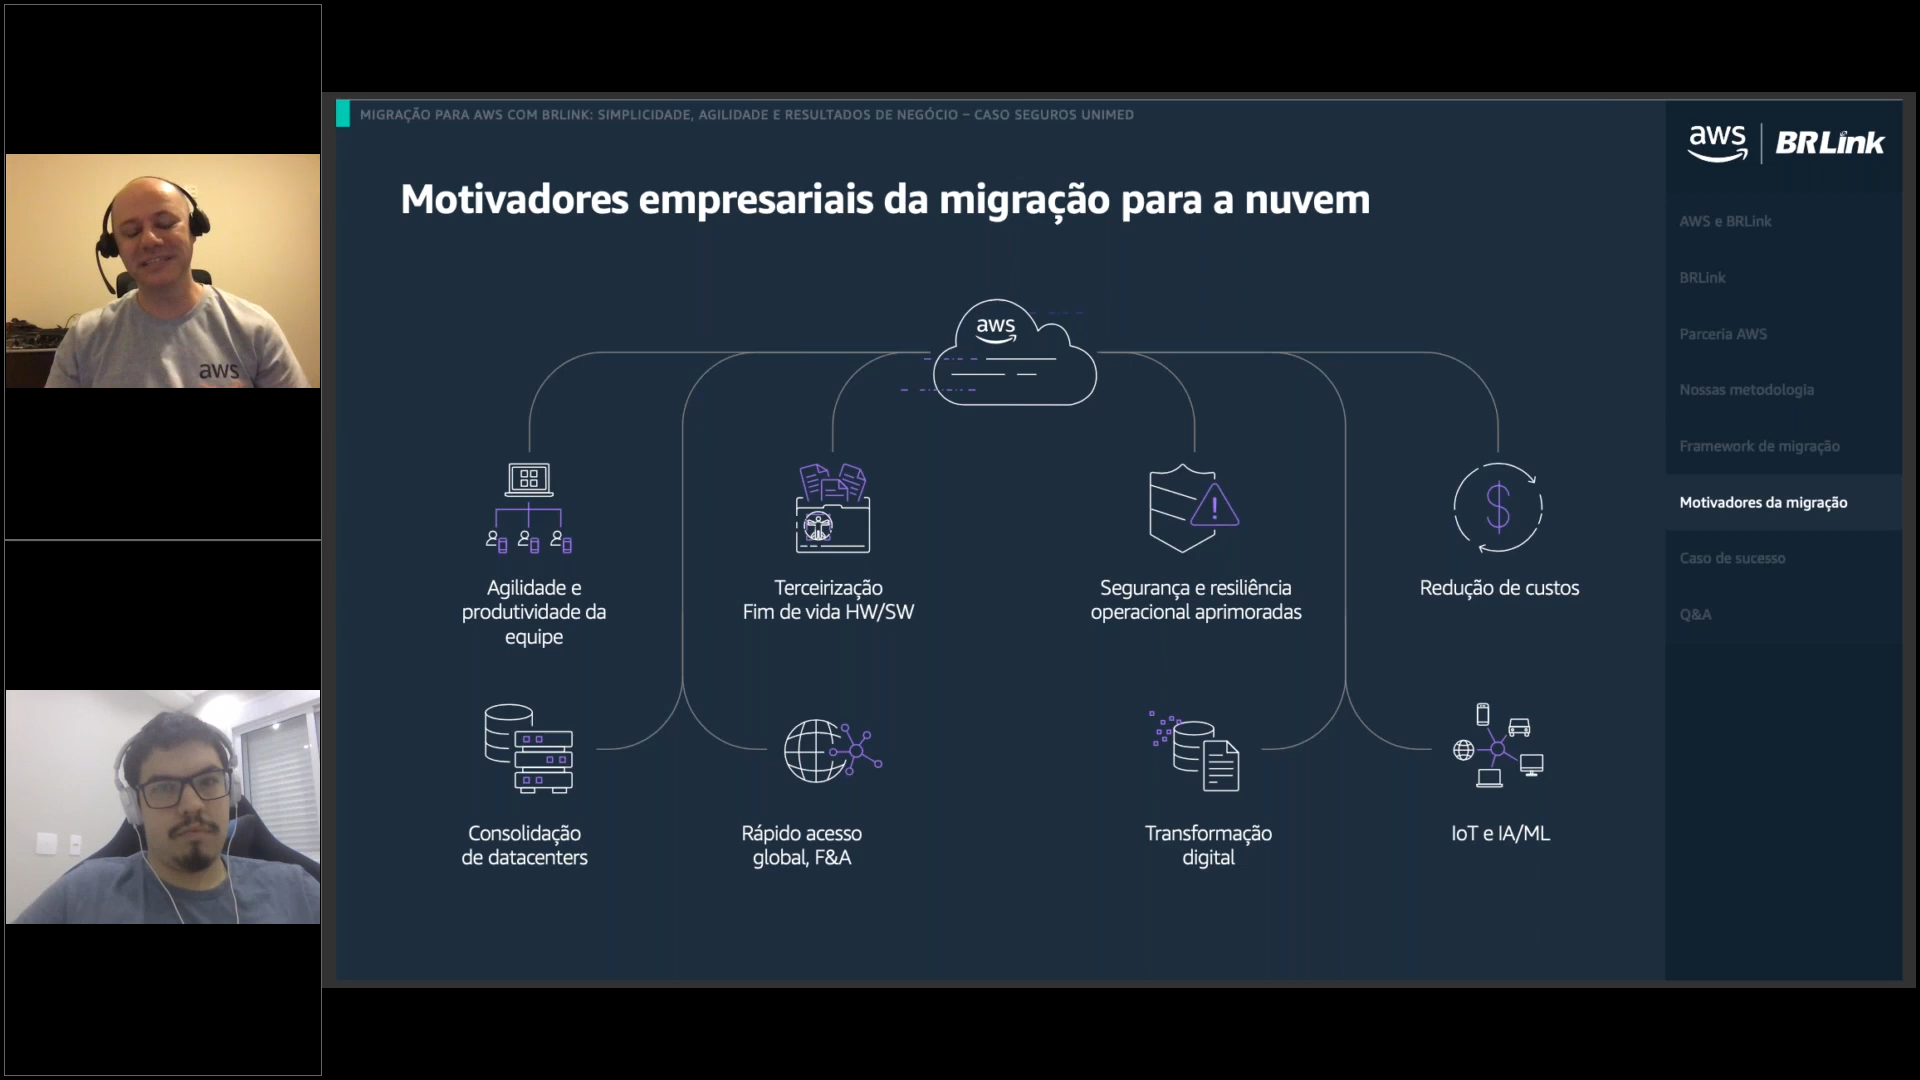 MIGRAÇÃO PARA AWS COM BRLINK: SIMPLICIDADE, AGILIDADE E RESULTADOS DE NEGÓCIO – CASO SEGUROS UNIMED
aws | BRLink
Motivadores empresariais da migração para a nuvem
aws
Agilidade e
produtividade da
equipe
Terceirização
Fim de vida HW/SW
Segurança e resiliência
operacional aprimoradas
Redução de custos
Consolidação
de datacenters
Rápido acesso
global, F&A
Transformação
digital
IoT e IA/ML
AWS e BRLink
BRLink
Parceria AWS
Nossas metodologia
Framework de migração
Motivadores da migração
Caso de sucesso
Q&A
aws